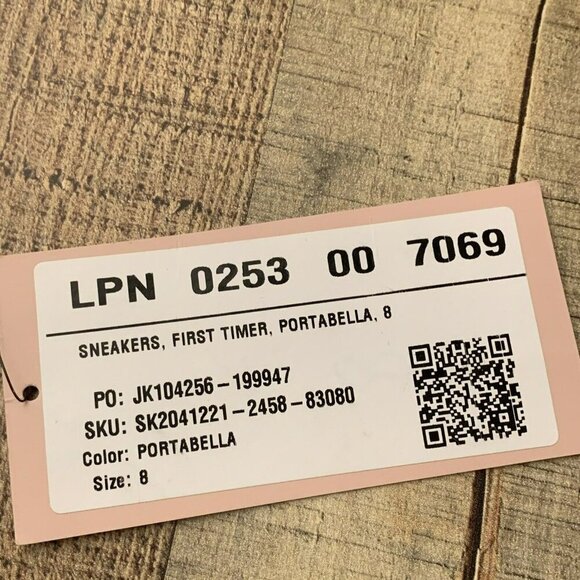 LPN 0253 00 7069
SNEAKERS, FIRST TIMER, PORTABELLA, 8
PO: JK104256-199947
SKU: SK2041221-2458-83080
Color: PORTABELLA
Size: 8